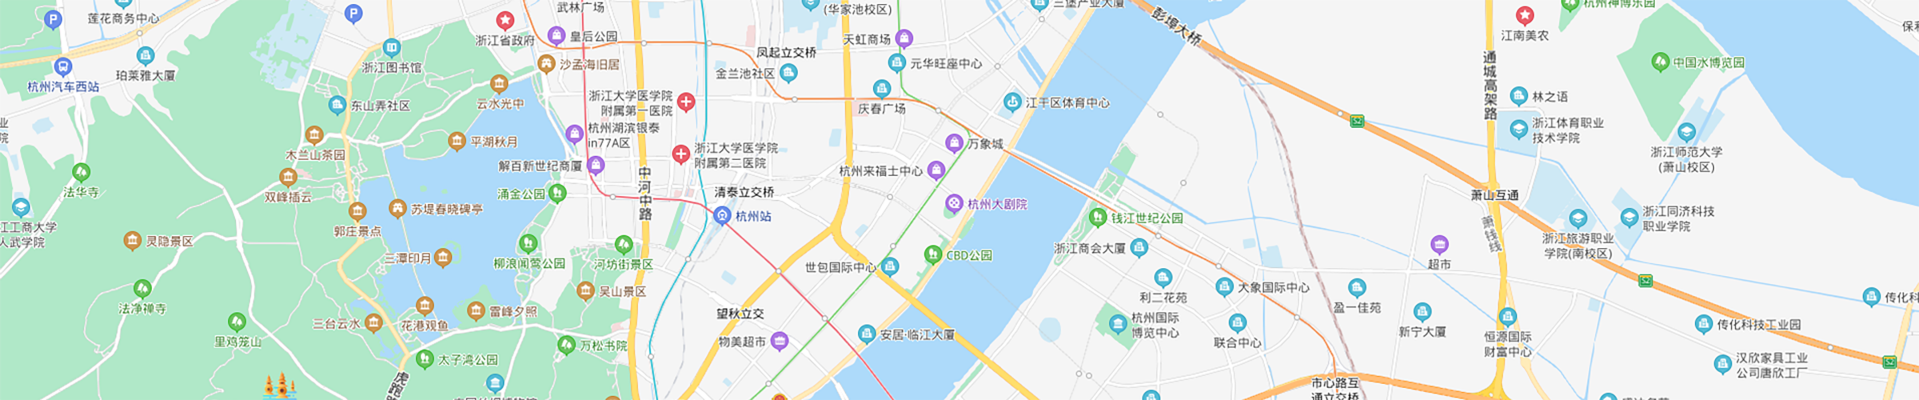 莲花商务中心
珀莱雅大厦
杭州汽车西站
浙江图书馆
东山弄社区
浙江省政府
武林广场
皇后公园
沙孟海旧居
云水光中
平湖秋月
木兰山茶园
双峰插云
法华寺
江工商大学
人武学院
灵隐景区
郭庄景点
苏堤春晓碑亭
三潭印月
法净禅寺
里鸡笼山
三台云水
花港观鱼
雷峰夕照
太子湾公园
虎跑路
浙江大学医学院
附属第一医院
杭州湖滨银泰
in77A区
解百新世纪商厦
涌金公园
浙江大学医学院
附属第二医院
中河中路
柳浪闻莺公园
河坊街景区
吴山景区
万松书院
(华家池校区)
天虹商场
凤起立交桥
金兰池社区
元华旺座中心
庆春广场
江干区体育中心
万象城
杭州来福士中心
清泰立交桥
杭州站
杭州大剧院
CBD公园
世包国际中心
望秋立交
物美超市
安居·临江大厦
三堡产业大厦
彭埠大桥
钱江世纪公园
浙江商会大厦
利二花苑
大象国际中心
杭州国际
博览中心
联合中心
盈一佳苑
新宁大厦
超市
市心路互
通立交桥
杭州神博乐园
江南美农
通城高架路
中国水博览园
林之语
浙江体育职业
技术学院
浙江师范大学
(萧山校区)
S2
萧山互通
萧钱线
浙江旅游职业
学院(南校区)
浙江同济科技
职业学院
S2
恒源国际
财富中心
传化科技工业园
传化科
汉欣家具工业
公司唐欣工厂
S2
保利